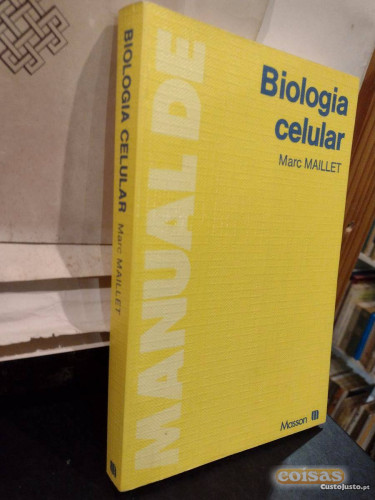 BIOLOGIA CELULAR Marc MAILLET
MANUAL DE
Biologia
celular
Marc MAILLET
Masson m
m
coisas
CustoJusto.pt